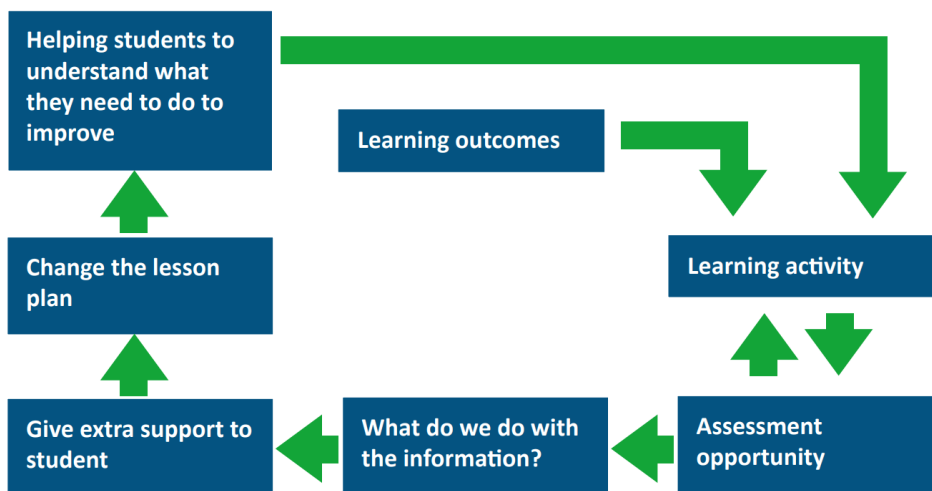 Helping students to
understand what
they need to do to
improve
Learning outcomes
Change the lesson
plan
Learning activity
Give extra support to
student
What do we do with
the information?
Assessment
opportunity